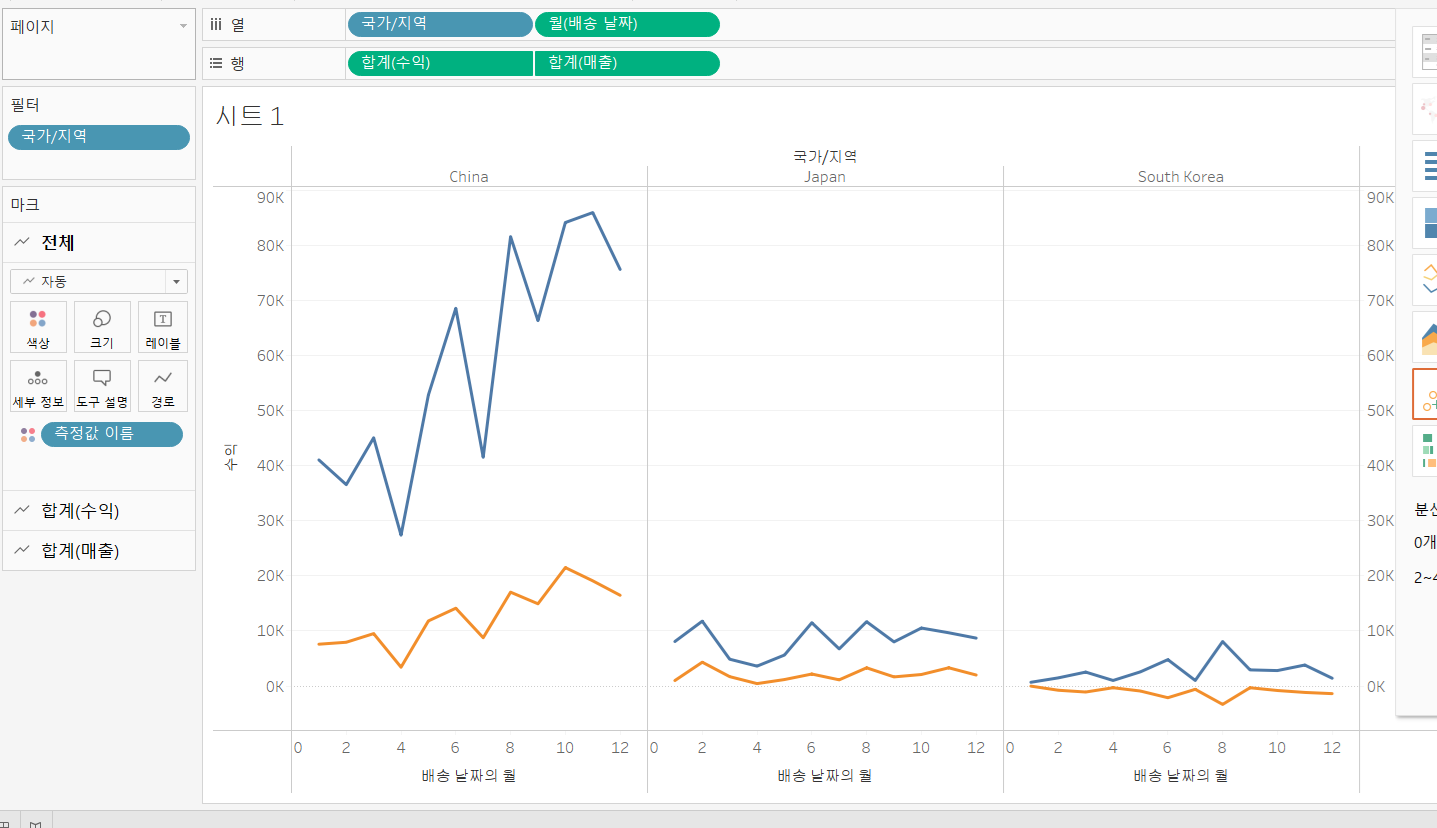 페이지
열
국가/지역
월(배송 날짜)
행
합계(수익)
합계(매출)
필터
국가/지역
마크
전체
자동
색상
크기
레이블
세부 정보
도구 설명
경로
측정값 이름
합계(수익)
합계(매출)
시트 1
국가/지역
China
Japan
South Korea
수익
90K
80K
70K
60K
50K
40K
30K
20K
10K
0K
90K
80K
70K
60K
50K
40K
30K
20K
10K
0K
0 2 4 6 8 10 12
0 2 4 6 8 10 12
0 2 4 6 8 10 12
배송 날짜의 월
배송 날짜의 월
배송 날짜의 월
0개
2~4